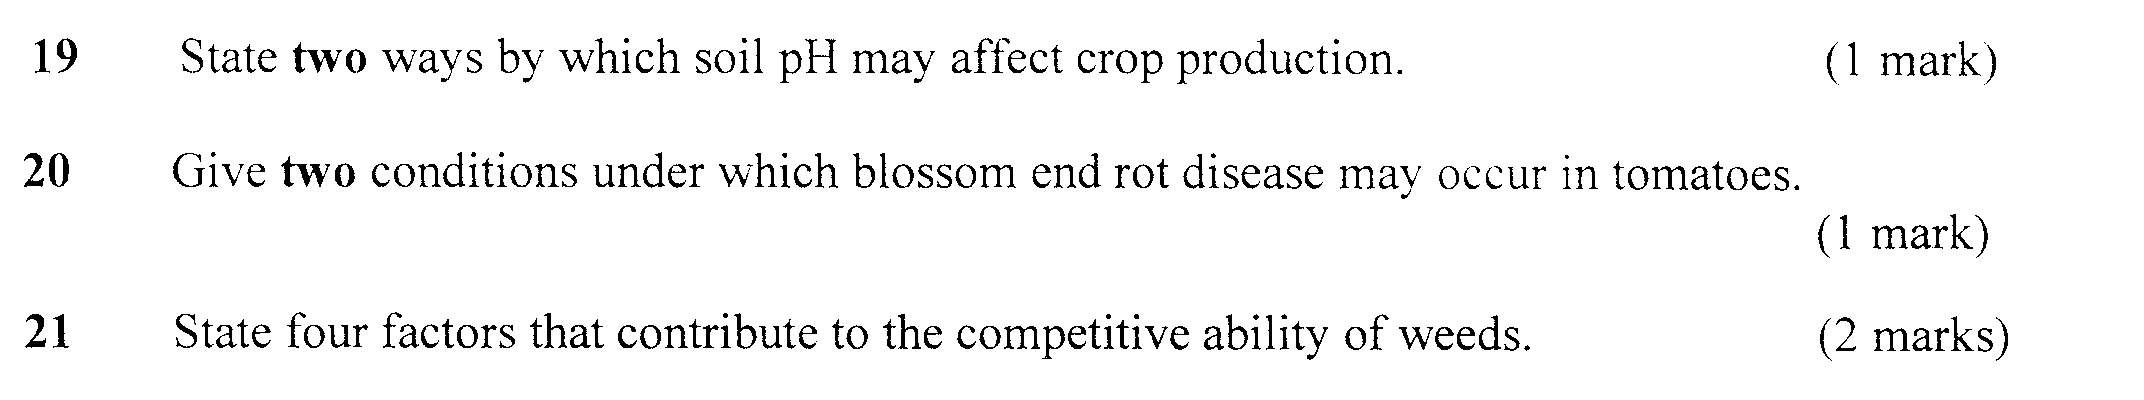 19 State two ways by which soil pH may affect crop production. (1 mark)
20 Give two conditions under which blossom end rot disease may occur in tomatoes.
(1 mark)
21 State four factors that contribute to the competitive ability of weeds. (2 marks)